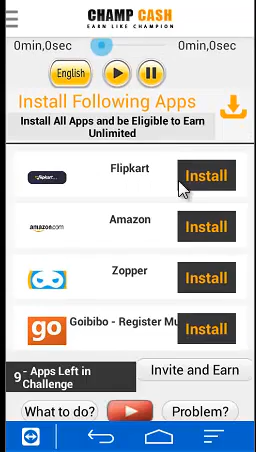 CHAMP CASH
EARN LIKE CHAMPION
0min,0sec
0min,0sec
English
Install Following Apps
Install All Apps and be Eligible to Earn
Unlimited
Flipkart
Install
amazon.com
Amazon
Install
Zopper
Install
go
Goibibo - Register Mu
Install
9 - Apps Left in
Challenge
Invite and Earn
What to do?
Problem?